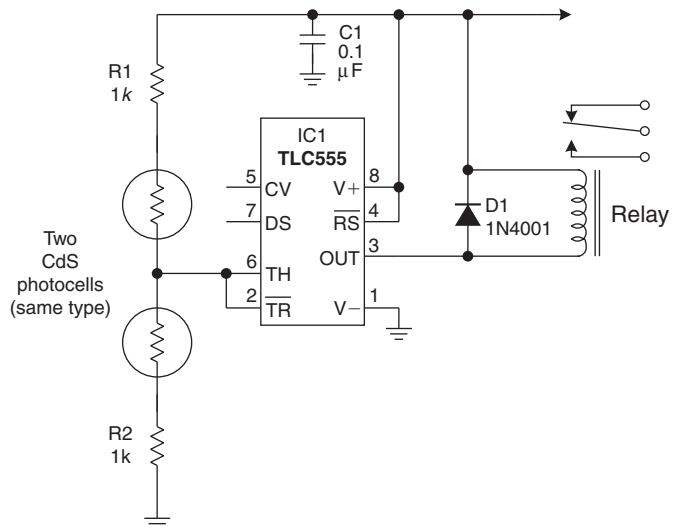 C1
0.1
μF
R1
1k
IC1
TLC555
5
CV
V+
8
7
DS
RS
4
D1
1N4001
Relay
OUT
3
Two
CdS
photocells
(same type)
6
TH
2
TR
V−
1
R2
1k